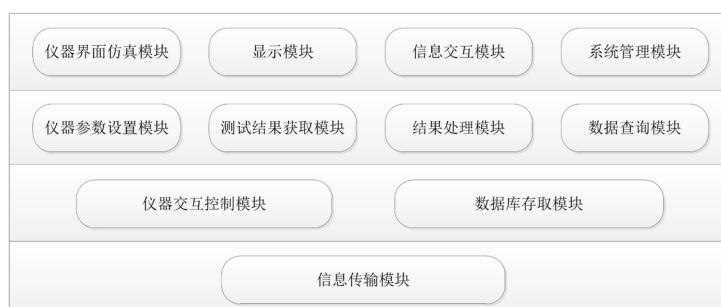 仪器界面仿真模块 显示模块 信息交互模块 系统管理模块
仪器参数设置模块 测试结果获取模块 结果处理模块 数据查询模块
仪器交互控制模块 数据库存取模块
信息传输模块